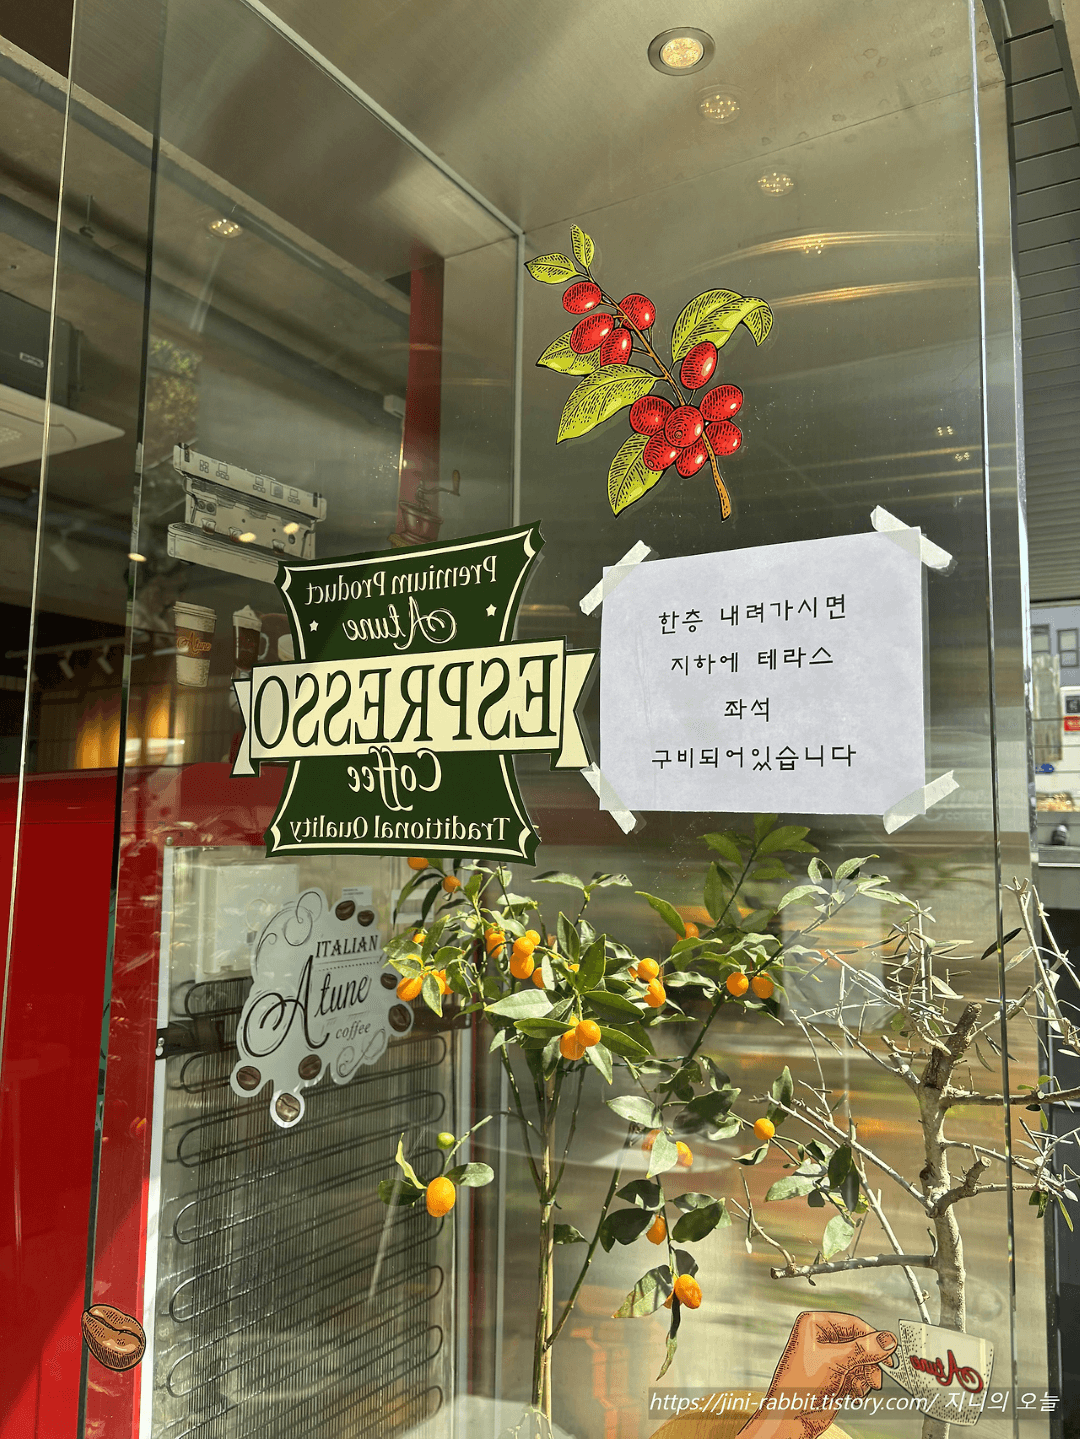 Premium Product
Atune
ESPRESSO
Coffee
Traditional Quality
한층 내려가시면
지하에 테라스
좌석
구비되어있습니다
ITALIAN
Atune
coffee
Atune
https://jini-rabbit.tistory.com/ 지니의 오늘